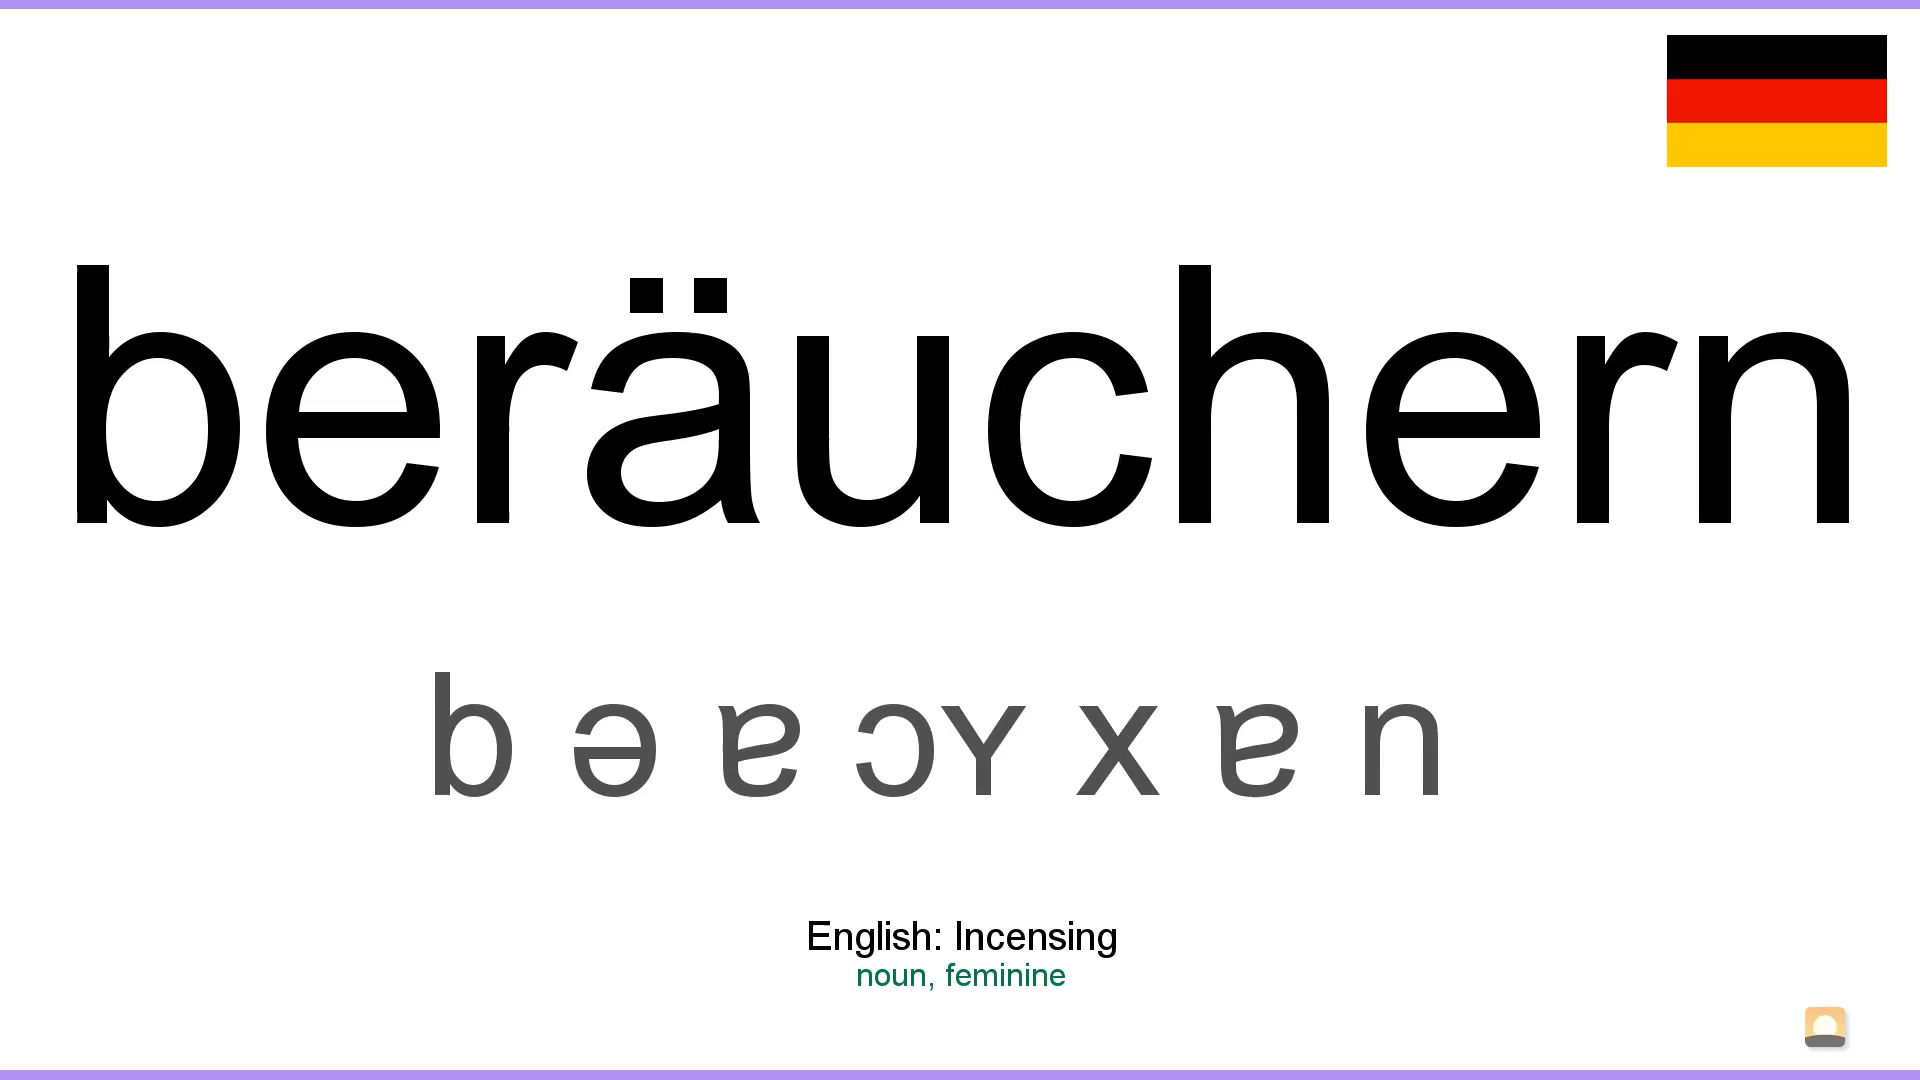 beräuchern
b ə ɐ ɔʏ x ɐ n
English: Incensing
noun, feminine